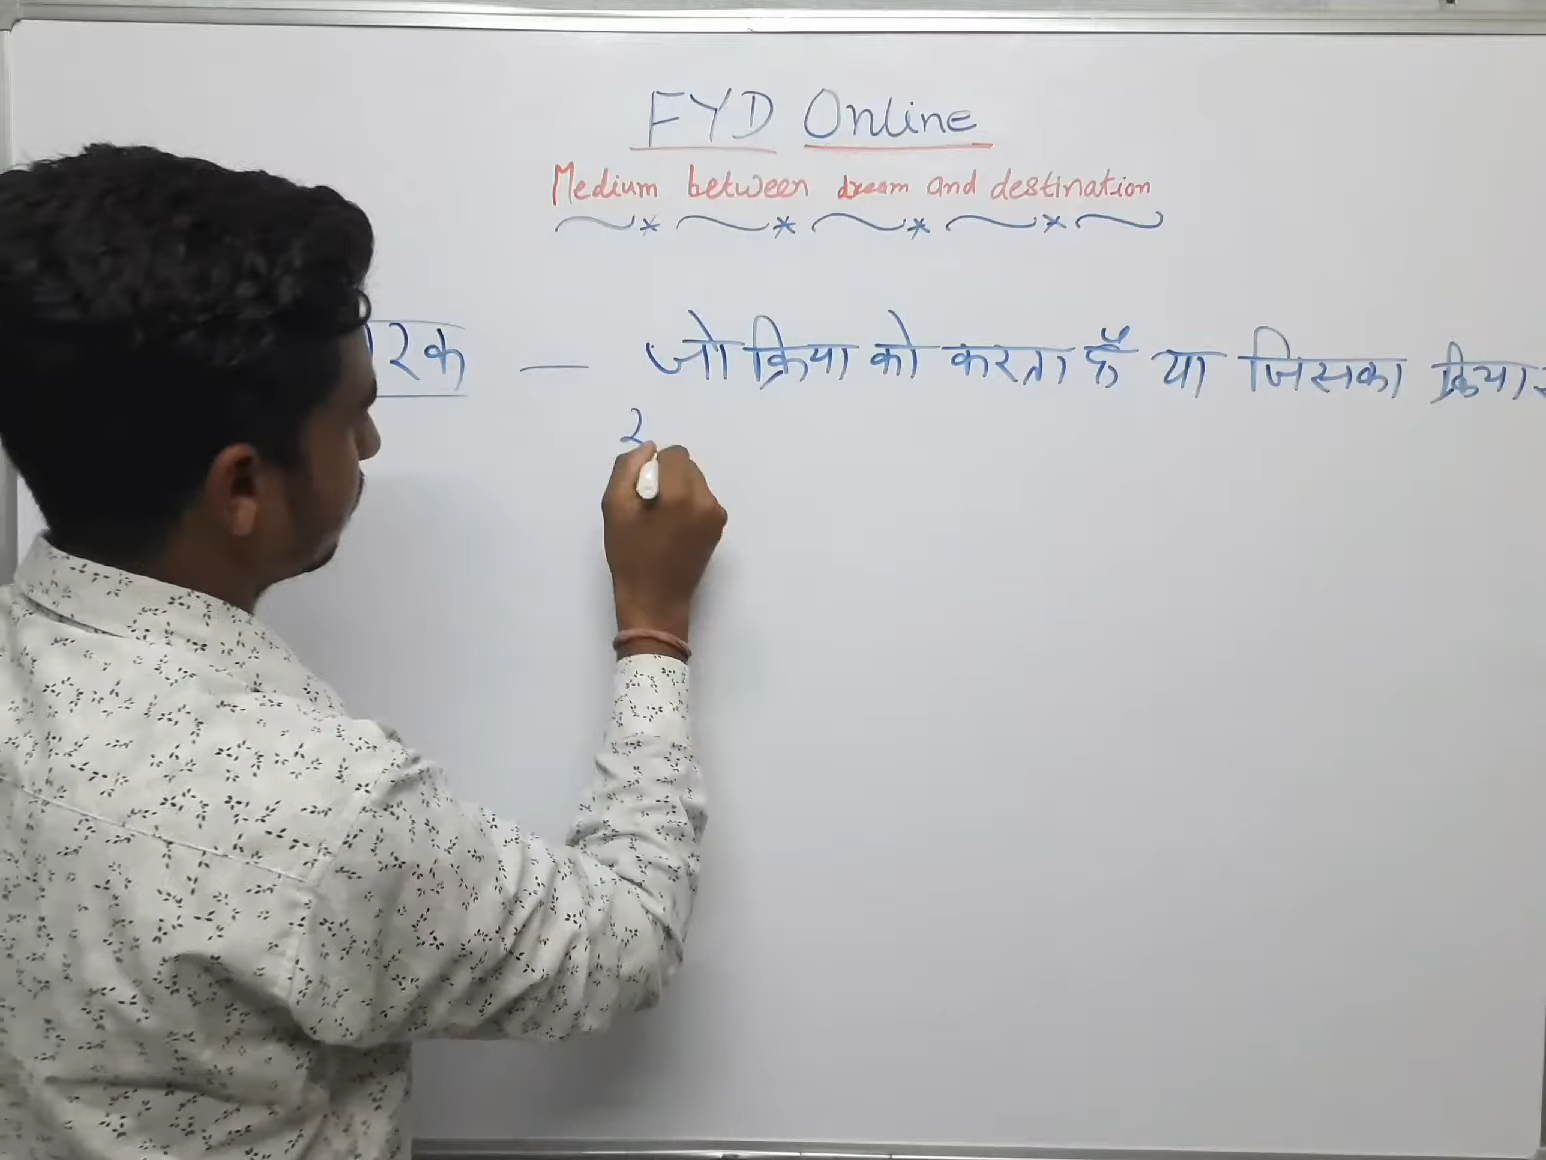 FYD Online
Medium between dream and destination
रक — जो क्रिया को करता है या जिसका क्रिया